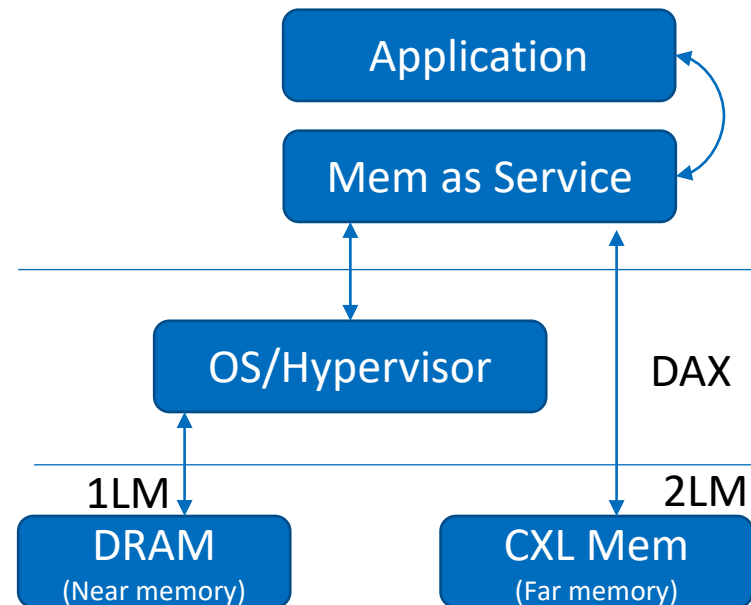 Application
Mem as Service
OS/Hypervisor
DAX
1LM
2LM
DRAM
(Near memory)
CXL Mem
(Far memory)